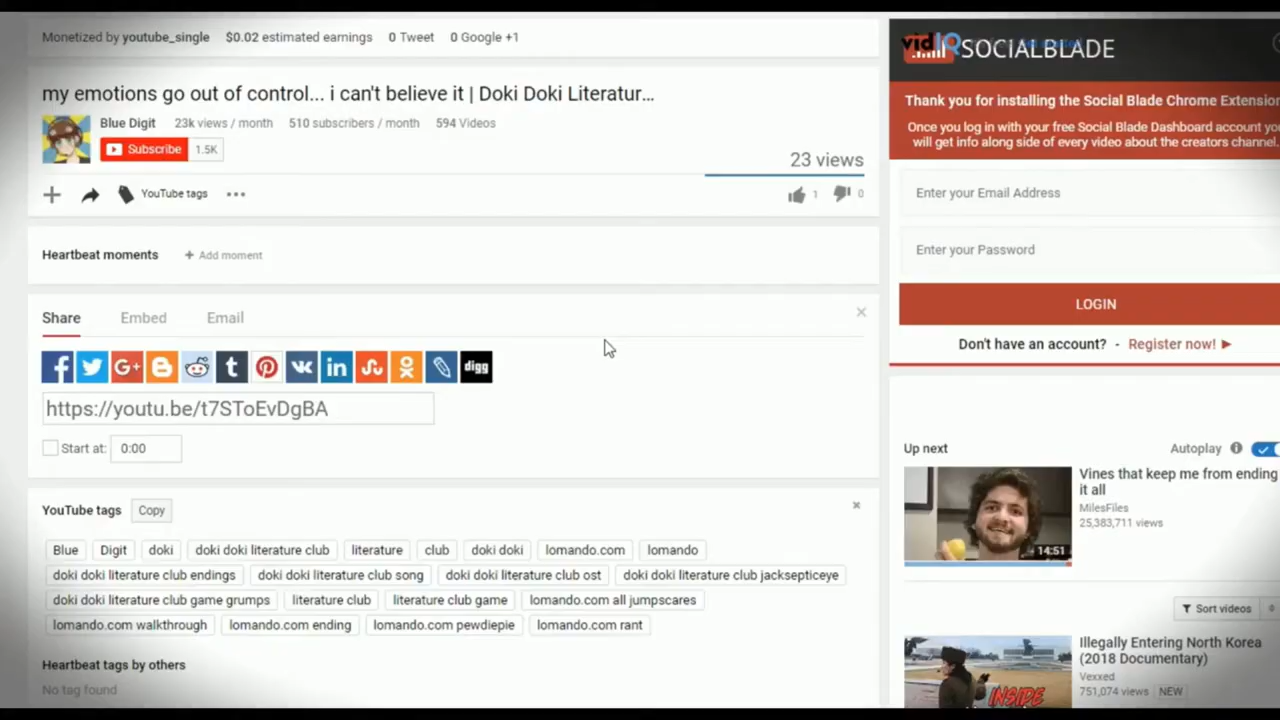 Monetized by youtube_single $0.02 estimated earnings 0 Tweet 0 Google +1
my emotions go out of control... i can't believe it | Doki Doki Literatur...
Blue Digit 23k views / month 510 subscribers / month 594 Videos
Subscribe 1.5K
23 views
YouTube tags ••• 1 0
Heartbeat moments + Add moment
Share Embed Email
digg
https://youtu.be/t7SToEvDgBA
Start at: 0:00
YouTube tags Copy
Blue Digit doki doki doki literature club literature club doki doki lomando.com lomando
doki doki literature club endings doki doki literature club song doki doki literature club ost doki doki literature club jacksepticeye
doki doki literature club game grumps literature club literature club game lomando.com all jumpscares
lomando.com walkthrough lomando.com ending lomando.com pewdiepie lomando.com rant
Heartbeat tags by others
No tag found
vidIQ
SOCIALBLADE
Thank you for installing the Social Blade Chrome Extension
Once you log in with your free Social Blade Dashboard account you
will get info along side of every video about the creators channel.
Enter your Email Address
Enter your Password
LOGIN
Don't have an account? - Register now!
Up next Autoplay
Vines that keep me from ending
it all
MilesFiles
25,383,711 views
14:51
Sort videos
Illegally Entering North Korea
(2018 Documentary)
Vexxed
751,074 views NEW
INSIDE